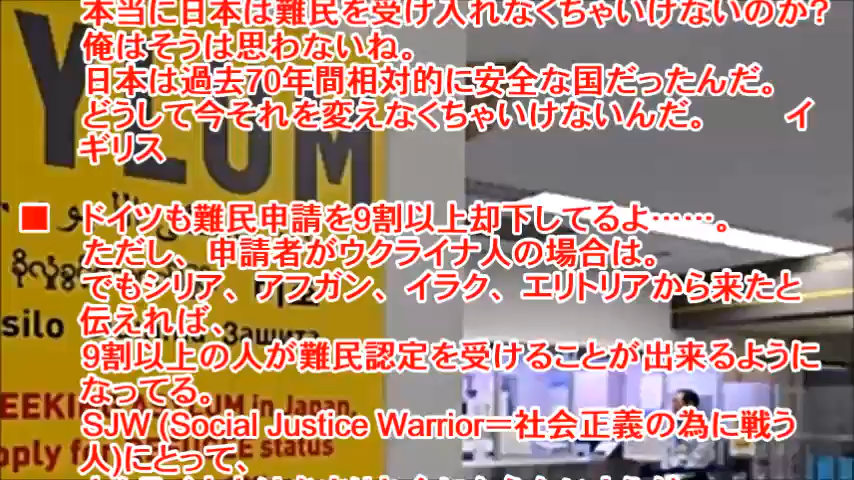 本当に日本は難民を受け入れなくちゃいけないのか?
俺はそうは思わないね。
日本は過去70年間相対的に安全な国だったんだ。
どうして今それを変えなくちゃいけないんだ。 イ
ギリス
■ ドイツも難民申請を9割以上却下してるよ……。
ただし、申請者がウクライナ人の場合は。
でもシリア、アフガン、イラク、エリトリアから来たと
伝えれば、
9割以上の人が難民認定を受けることが出来るように
なってる。
SJW (Social Justice Warrior=社会正義の為に戦う
人)にとって、
YLUM
silo
Защита
EEKI UM in Japan,
pply for status